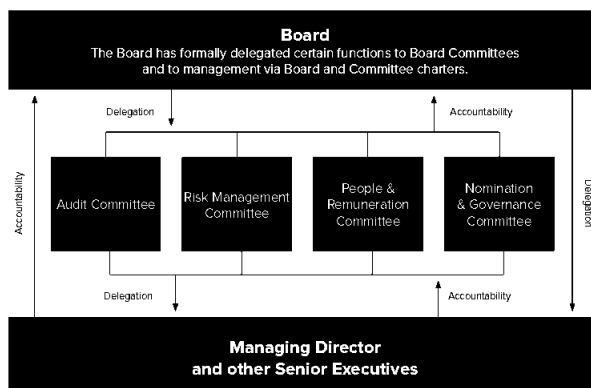 Board
The Board has formally delegated certain functions to Board Committees
and to management via Board and Committee charters.
Delegation
Accountability
Accountability
Delegation
Audit Committee
Risk Management
Committee
People &
Remuneration
Committee
Nomination
& Governance
Committee
Delegation
Accountability
Managing Director
and other Senior Executives